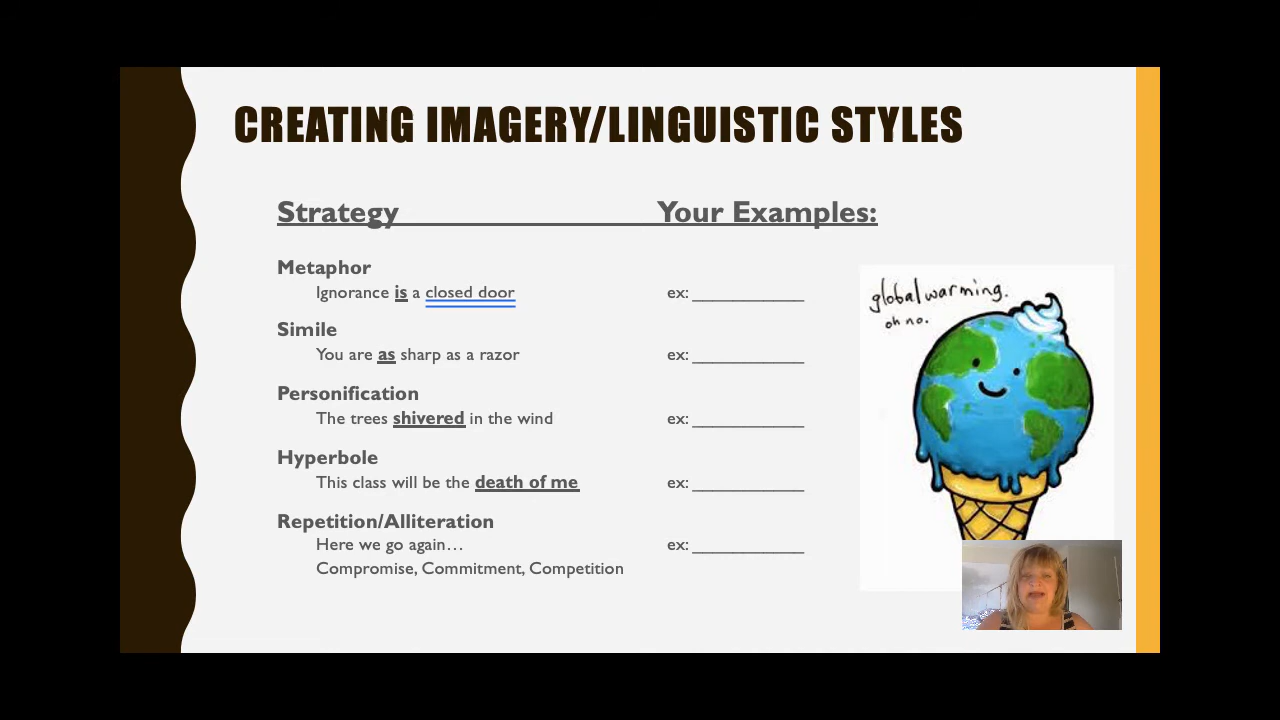 CREATING IMAGERY/LINGUISTIC STYLES
Strategy Your Examples:
Metaphor
Ignorance is a closed door ex: ____________
Simile
You are as sharp as a razor ex: ____________
Personification
The trees shivered in the wind ex: ____________
Hyperbole
This class will be the death of me ex: ____________
Repetition/Alliteration
Here we go again… ex: ____________
Compromise, Commitment, Competition
global warming.
oh no.